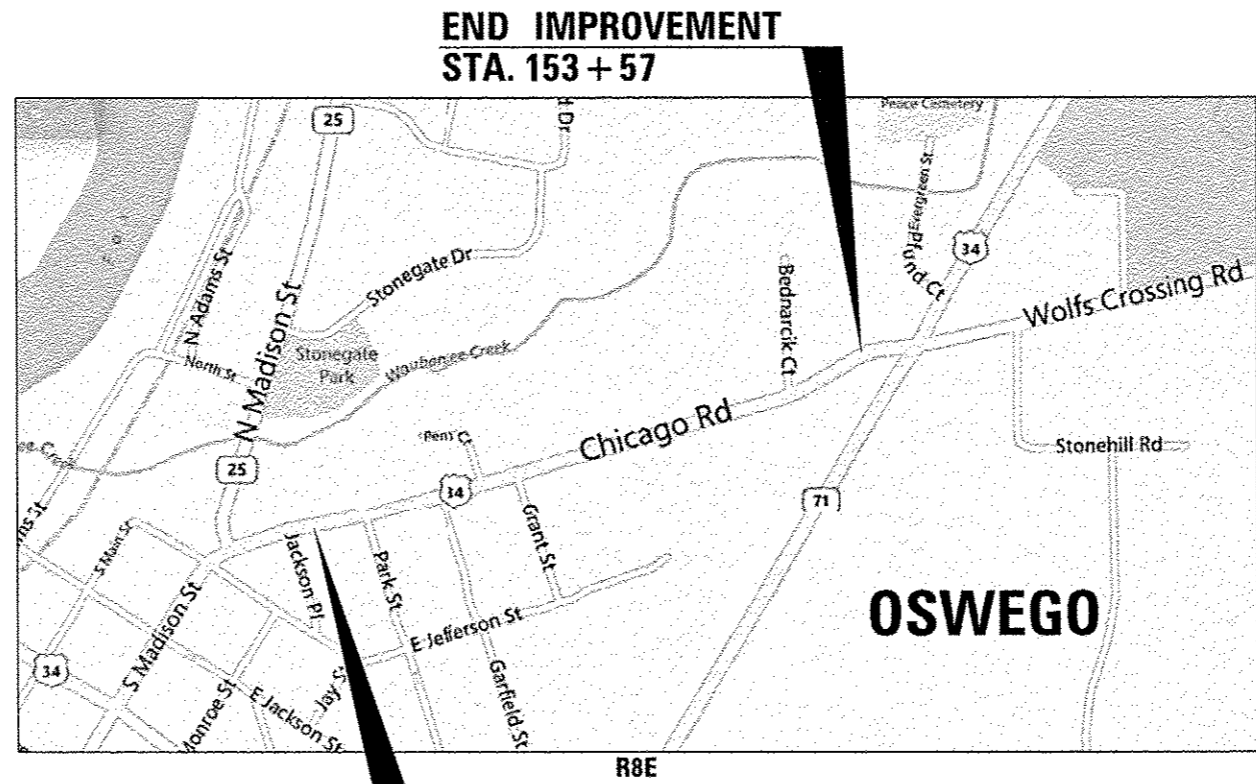 END IMPROVEMENT
STA. 153 + 57
25
Peace Cemetery
d Dr
Evergreen St
34
N Adams St
Stonegate Dr
und Ct
Bednarcik Ct
Wolfs Crossing Rd
N Madison St
North St
Stonegate
Park
Waubonsee Creek
Chicago Rd
Pem Ct
Stonehill Rd
25
34
71
Grant St
S Main St
Jackson Pl
Park St
OSWEGO
S Madison St
E Jefferson St
34
Jay S
Garfield St
Monroe St
E Jackson St
R8E